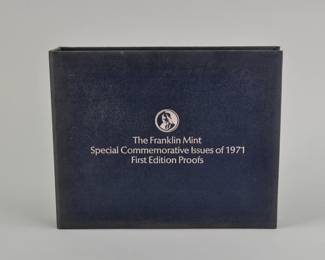 The Franklin Mint
Special Commemorative Issues of 1971
First Edition Proofs